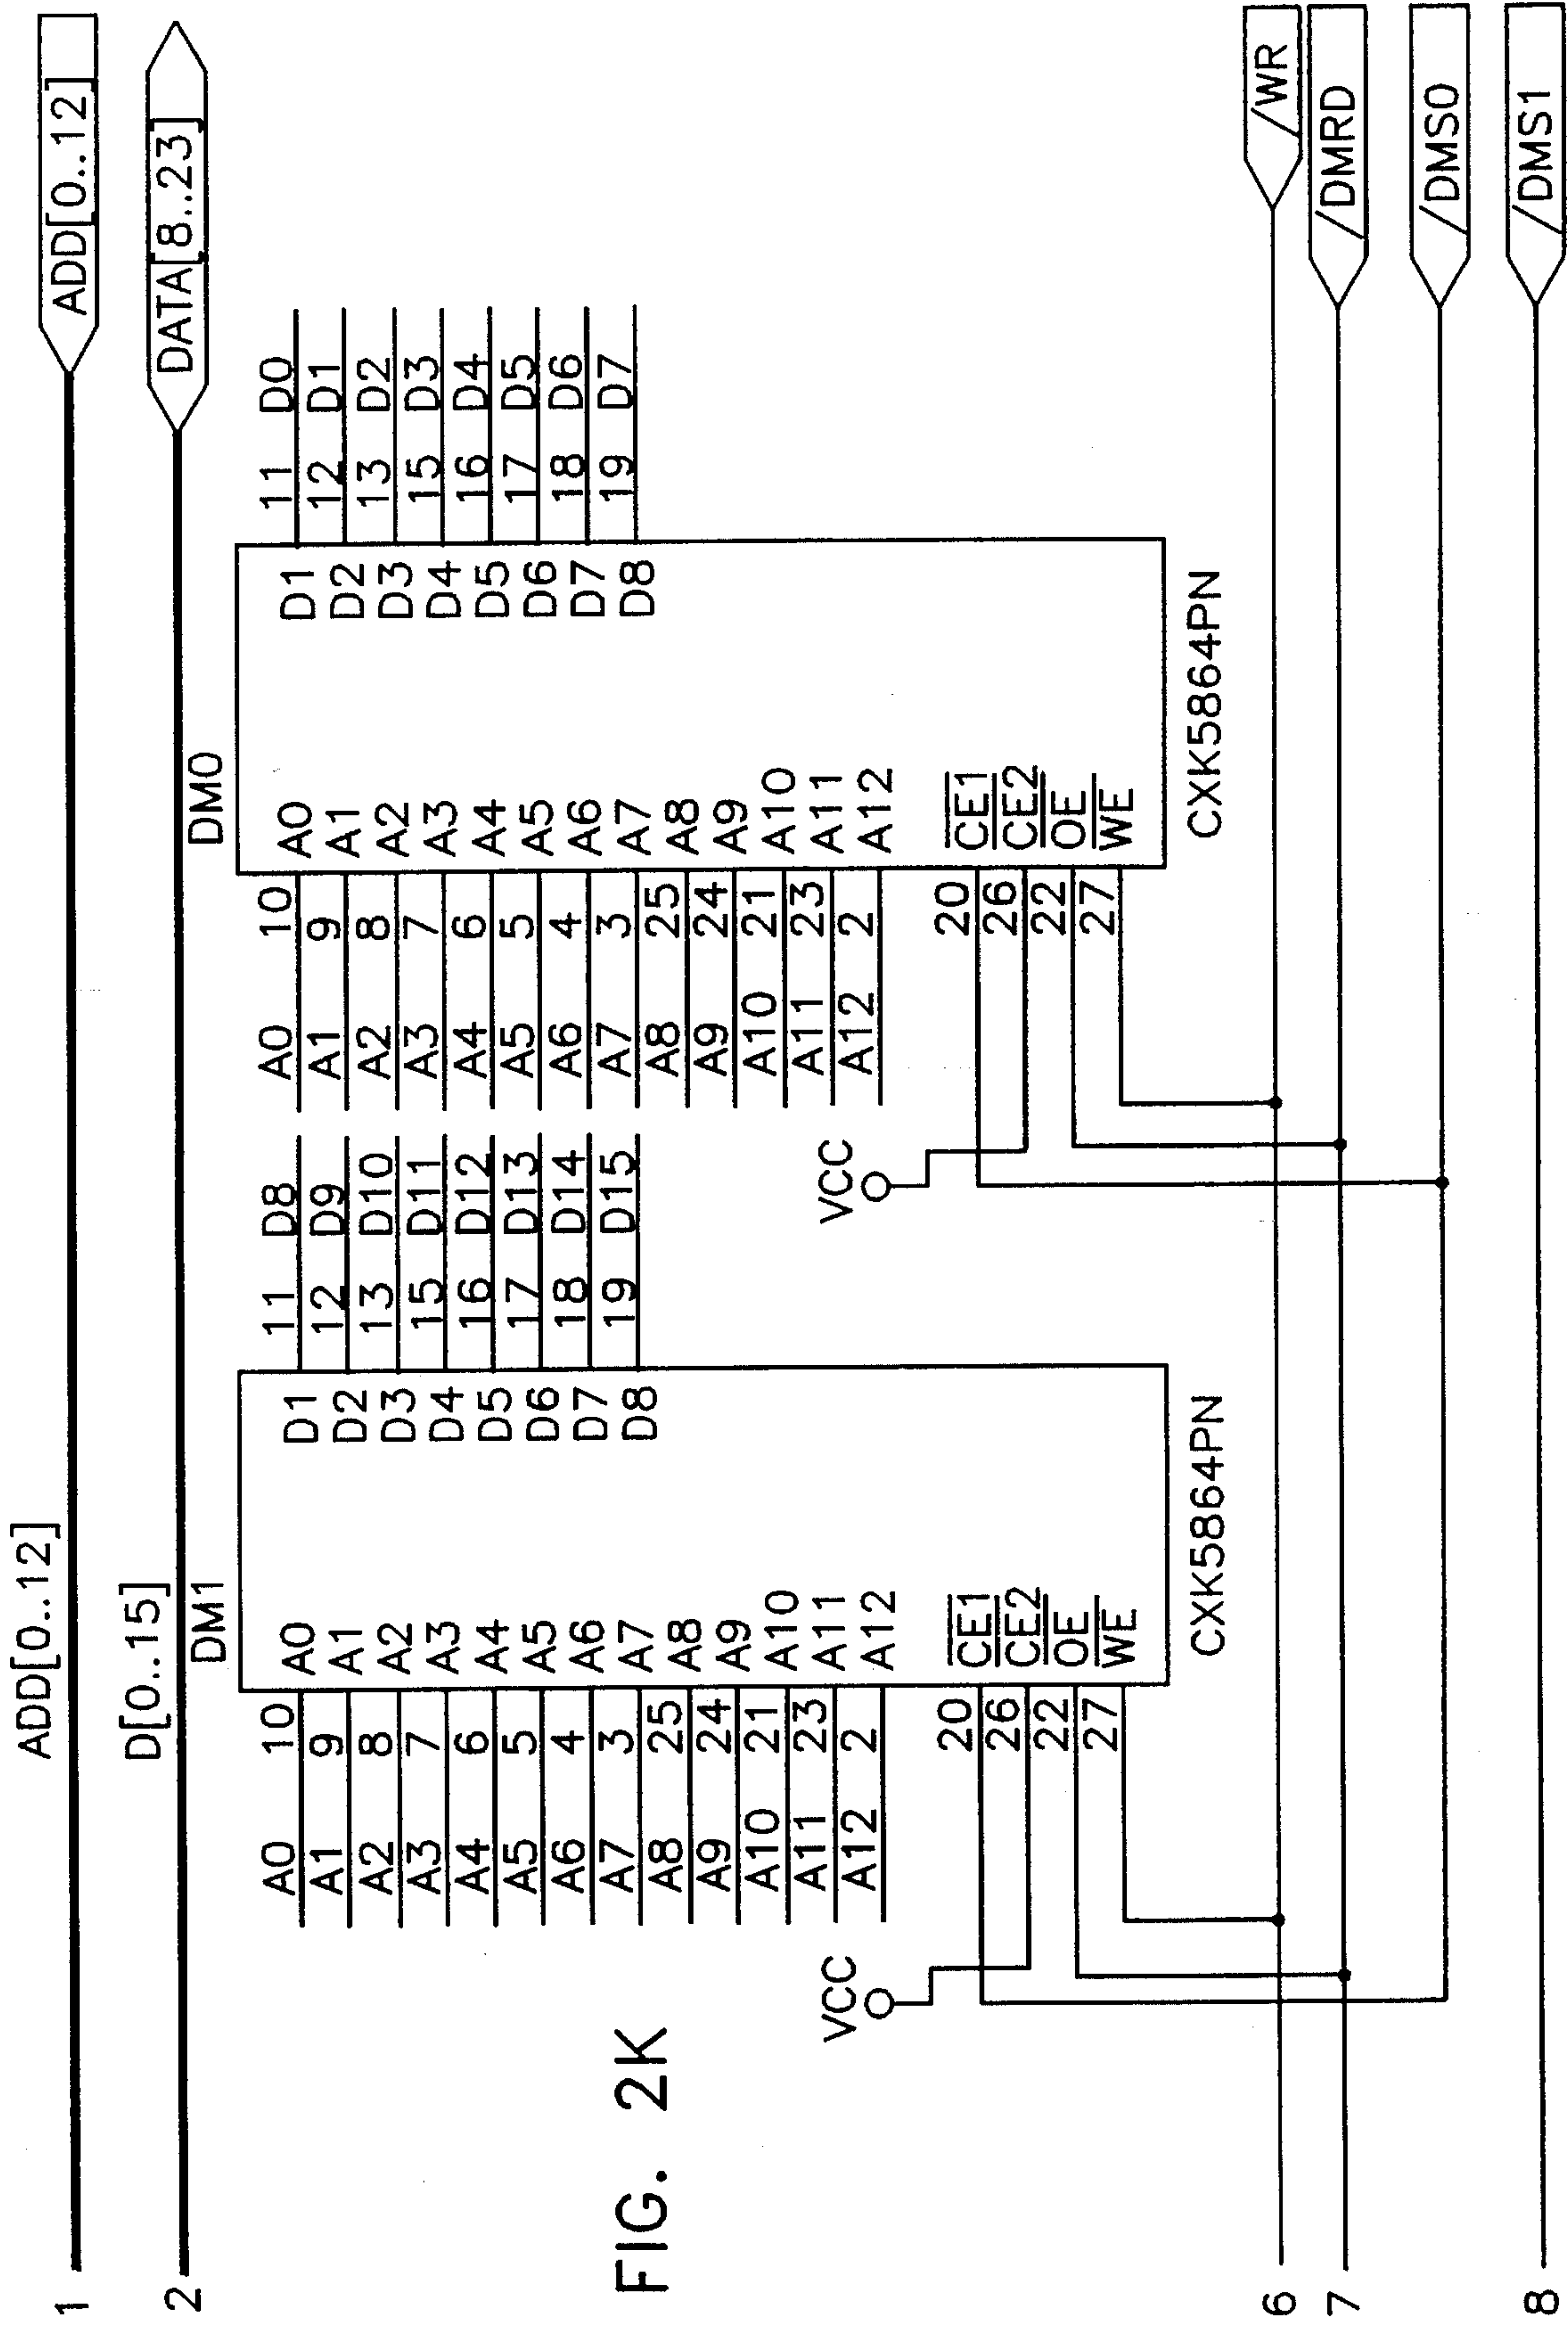 1
ADD[0..12]
ADD[0..12]
2
D[0..15]
DATA[8..23]
DM1
A0 10 A0 D1 11 D8
A1 9 A1 D2 12 D9
A2 8 A2 D3 13 D10
A3 7 A3 D4 15 D11
A4 6 A4 D5 16 D12
A5 5 A5 D6 17 D13
A6 4 A6 D7 18 D14
A7 3 A7 D8 19 D15
A8 25 A8
A9 24 A9
A10 21 A10
A11 23 A11
A12 2 A12
VCC
20 CE1
26 CE2
22 OE
27 WE
CXK5864PN
DM0
A0 10 A0 D1 11 D0
A1 9 A1 D2 12 D1
A2 8 A2 D3 13 D2
A3 7 A3 D4 15 D3
A4 6 A4 D5 16 D4
A5 5 A5 D6 17 D5
A6 4 A6 D7 18 D6
A7 3 A7 D8 19 D7
A8 25 A8
A9 24 A9
A10 21 A10
A11 23 A11
A12 2 A12
VCC
20 CE1
26 CE2
22 OE
27 WE
CXK5864PN
FIG. 2K
6 /WR
7 /DMRD
/DMS0
8 /DMS1